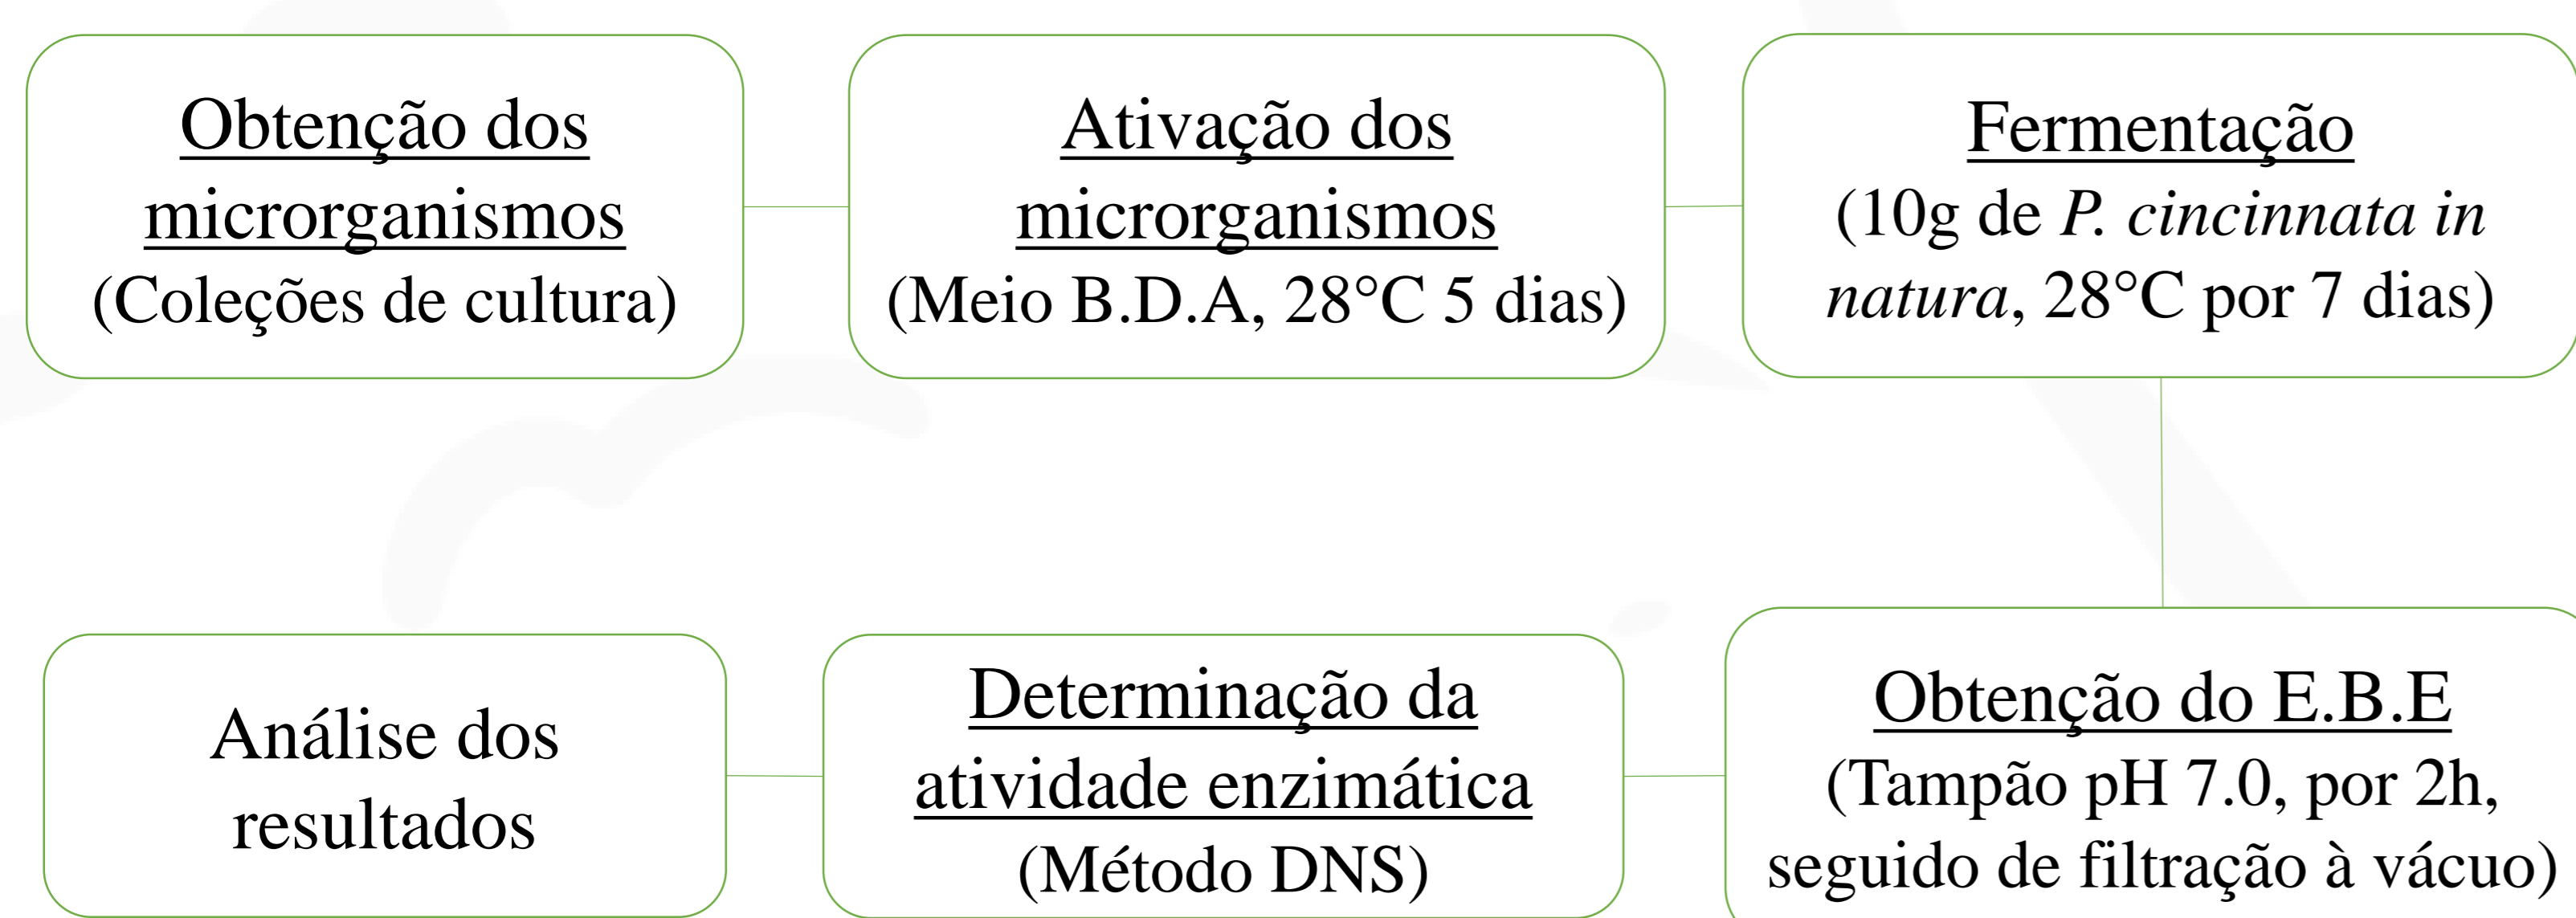 Obtenção dos
microrganismos
(Coleções de cultura)
Ativação dos
microrganismos
(Meio B.D.A, 28°C 5 dias)
Fermentação
(10g de P. cincinnata in
natura, 28°C por 7 dias)
Obtenção do E.B.E
(Tampão pH 7.0, por 2h,
seguido de filtração à vácuo)
Determinação da
atividade enzimática
(Método DNS)
Análise dos
resultados